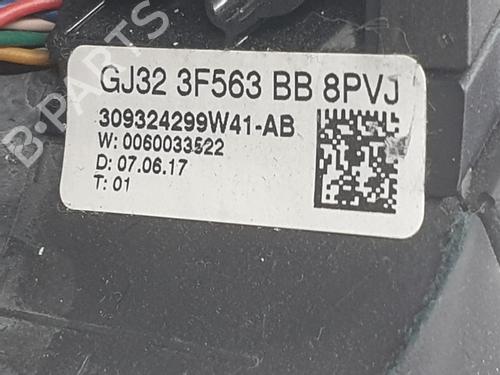 GJ32 3F563 BB 8PVJ
309324299W41-AB
W: 0060033522
D: 07.06.17
T: 01
B-PARTS